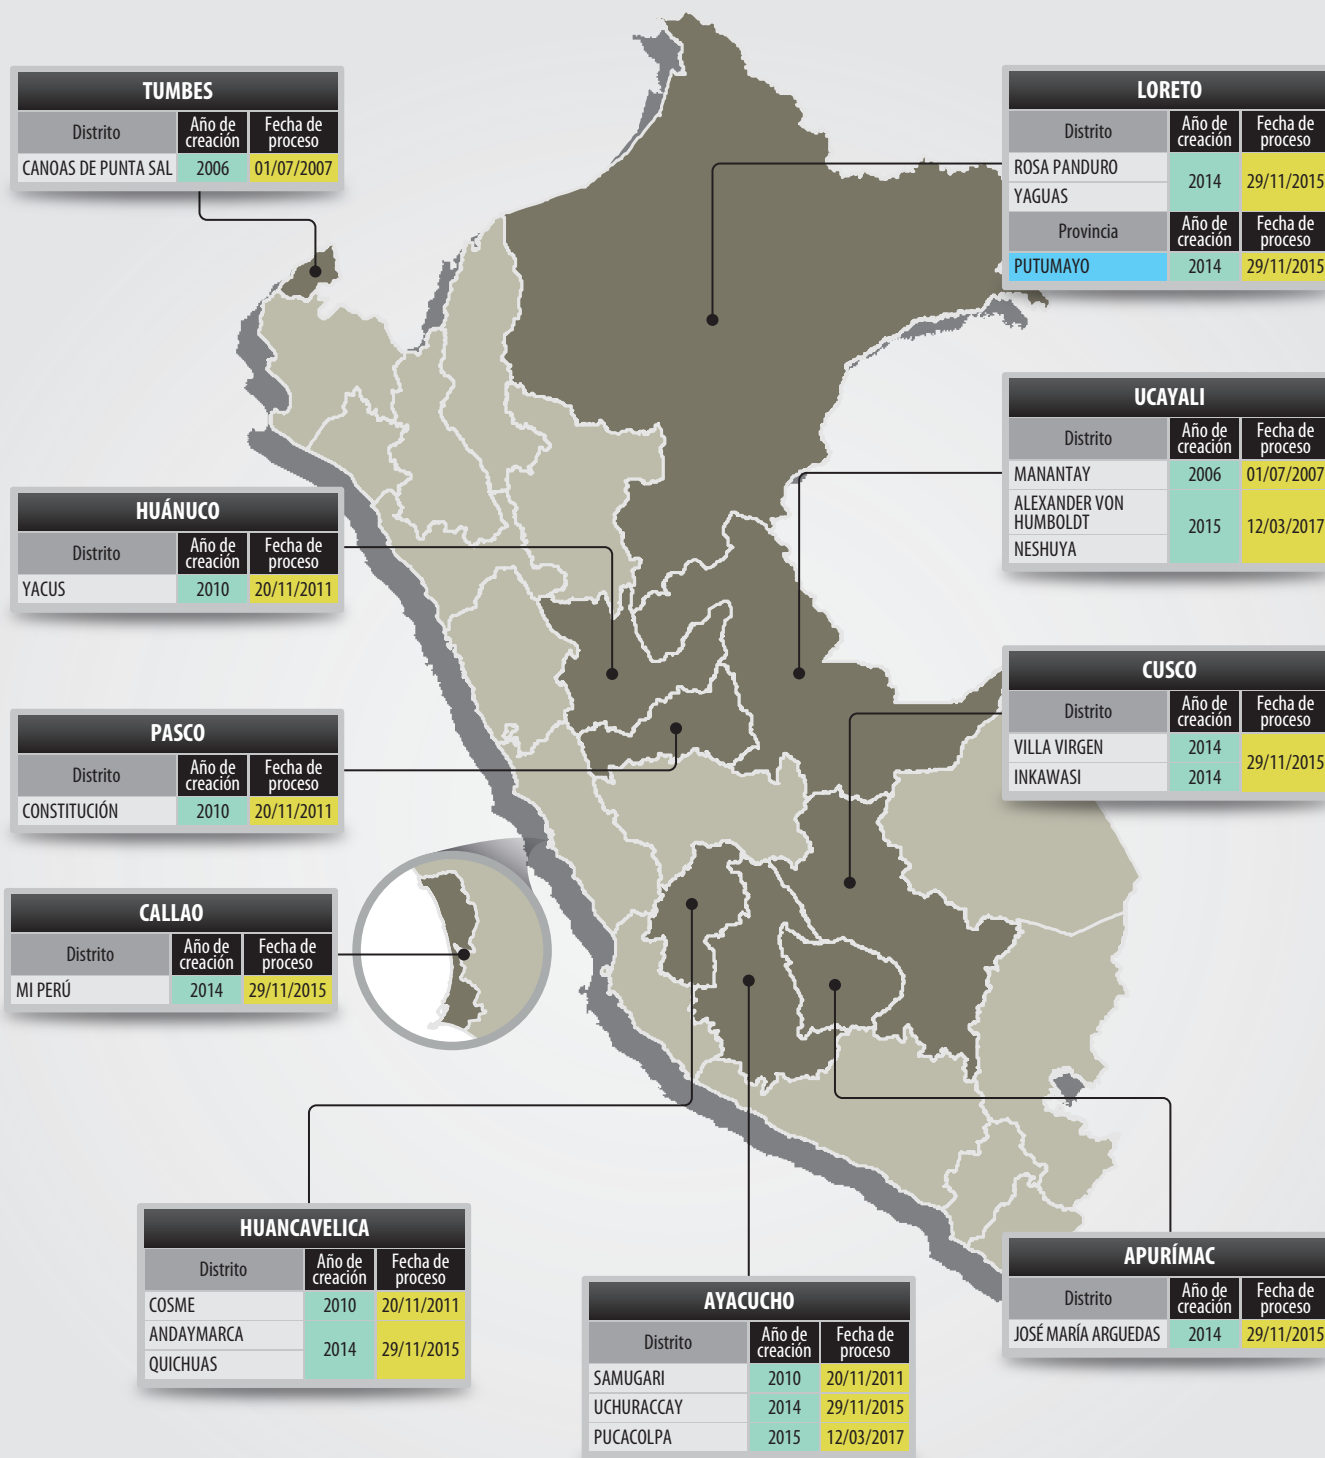 TUMBES
Distrito Año de creación Fecha de proceso
CANOAS DE PUNTA SAL 2006 01/07/2007
LORETO
Distrito Año de creación Fecha de proceso
ROSA PANDURO
2014 29/11/2015
YAGUAS
Provincia Año de creación Fecha de proceso
PUTUMAYO 2014 29/11/2015
UCAYALI
Distrito Año de creación Fecha de proceso
MANANTAY 2006 01/07/2007
ALEXANDER VON
HUMBOLDT
2015 12/03/2017
NESHUYA
HUÁNUCO
Distrito Año de creación Fecha de proceso
YACUS 2010 20/11/2011
CUSCO
Distrito Año de creación Fecha de proceso
VILLA VIRGEN 2014
29/11/2015
INKAWASI 2014
PASCO
Distrito Año de creación Fecha de proceso
CONSTITUCIÓN 2010 20/11/2011
CALLAO
Distrito Año de creación Fecha de proceso
MI PERÚ 2014 29/11/2015
HUANCAVELICA
Distrito Año de creación Fecha de proceso
COSME 2010 20/11/2011
ANDAYMARCA
2014 29/11/2015
QUICHUAS
AYACUCHO
Distrito Año de creación Fecha de proceso
SAMUGARI 2010 20/11/2011
UCHURACCAY 2014 29/11/2015
PUCACOLPA 2015 12/03/2017
APURÍMAC
Distrito Año de creación Fecha de proceso
JOSÉ MARÍA ARGUEDAS 2014 29/11/2015